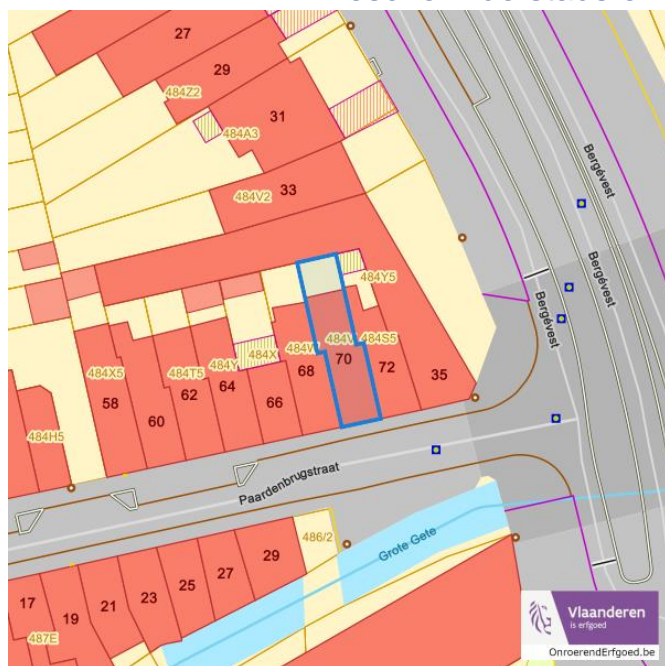 27
29
484Z2
31
484A3
33
484V2
Bergévest
Bergévest
Bergévest
484Y5
484X5
484T5
484Y
484X
484W
484V
484S5
58
60
62
64
66
68
70
72
35
484H5
Paardenbrugstraat
Grote Gete
486/2
17
19
21
23
25
27
29
487E
Vlaanderen
is erfgoed
OnroerendErfgoed.be